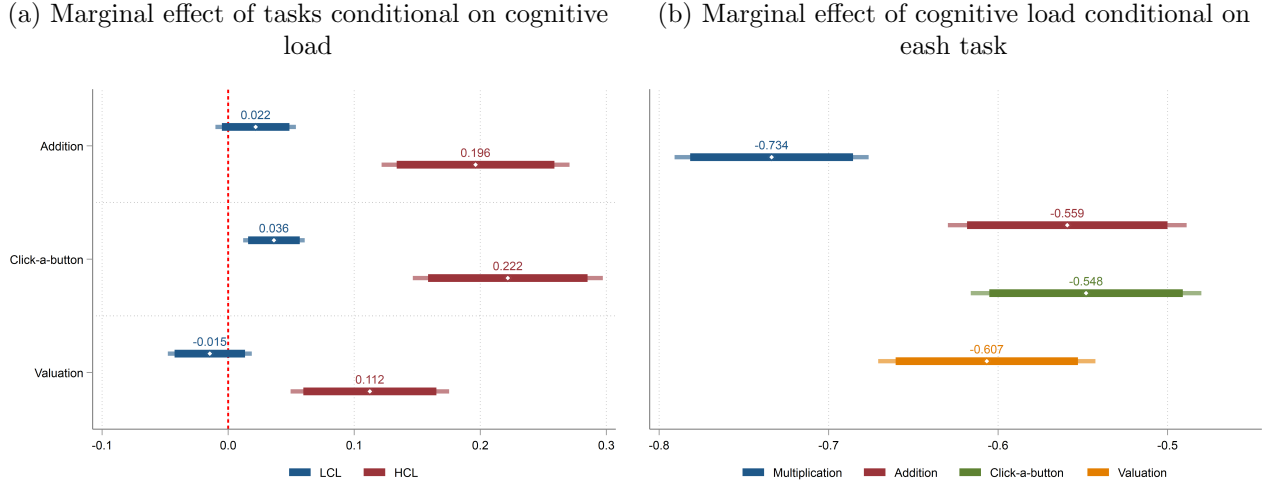 (a) Marginal effect of tasks conditional on cognitive
load
0.022
Addition
0.196
0.036
Click-a-button
0.222
-0.015
Valuation
0.112
-0.1 0.0 0.1 0.2 0.3
LCL HCL
(b) Marginal effect of cognitive load conditional on
eash task
-0.734
-0.559
-0.548
-0.607
-0.8 -0.7 -0.6 -0.5
Multiplication Addition Click-a-button Valuation